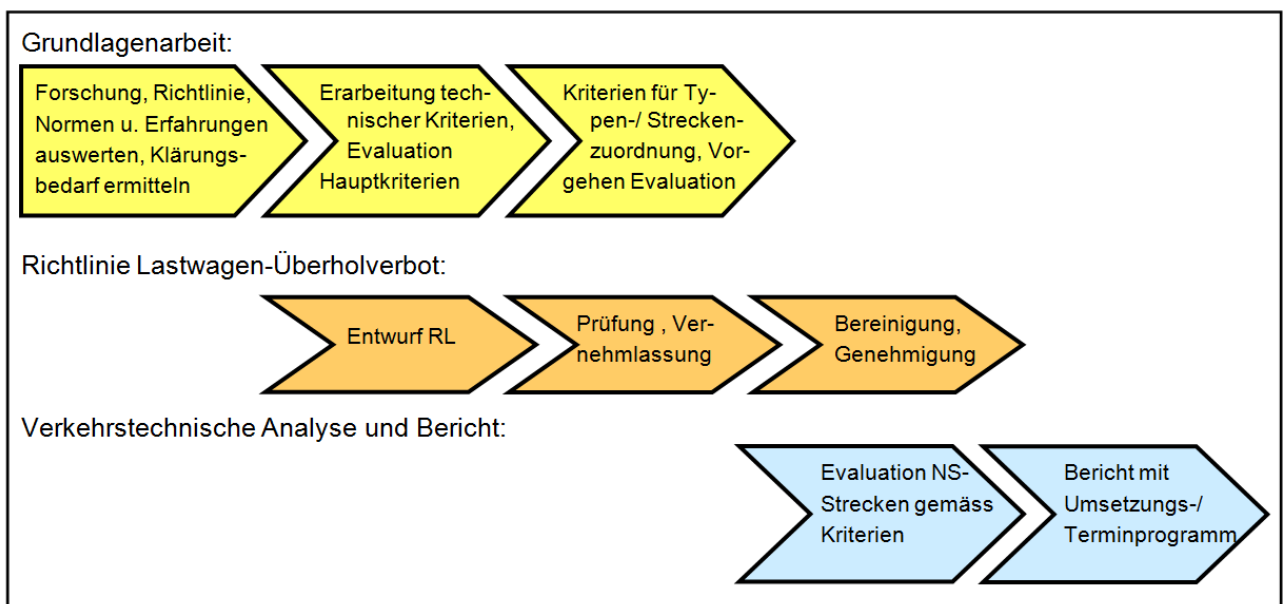 Grundlagenarbeit:
Forschung, Richtlinie,
Normen u. Erfahrungen
auswerten, Klärungs-
bedarf ermitteln
Erarbeitung tech-
nischer Kriterien,
Evaluation
Hauptkriterien
Kriterien für Ty-
pen-/ Strecken-
zuordnung, Vor-
gehen Evaluation
Richtlinie Lastwagen-Überholverbot:
Entwurf RL
Prüfung , Ver-
nehmlassung
Bereinigung,
Genehmigung
Verkehrstechnische Analyse und Bericht:
Evaluation NS-
Strecken gemäss
Kriterien
Bericht mit
Umsetzungs-/
Terminprogramm